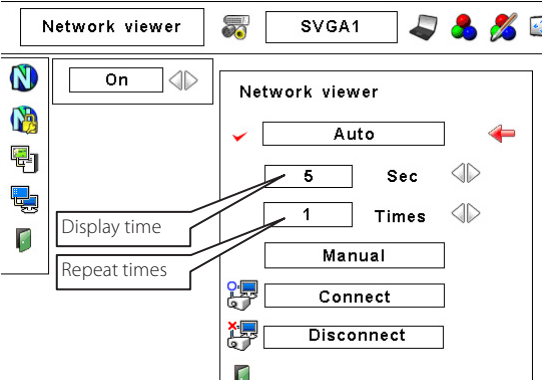 Network viewer
SVGA1
On
Network viewer
Auto
5 Sec
Display time
1 Times
Repeat times
Manual
Connect
Disconnect